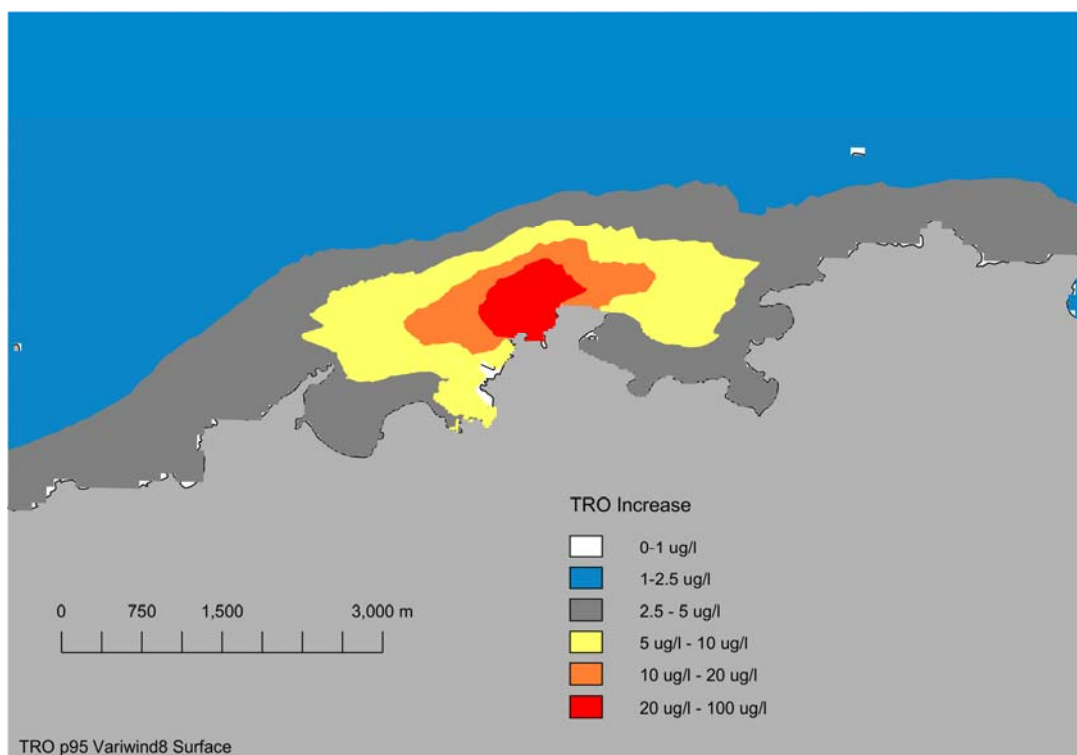 TRO Increase
0-1 ug/l
1-2.5 ug/l
2.5 - 5 ug/l
5 ug/l - 10 ug/l
10 ug/l - 20 ug/l
20 ug/l - 100 ug/l
0 750 1,500 3,000 m
TRO p95 Variwind8 Surface